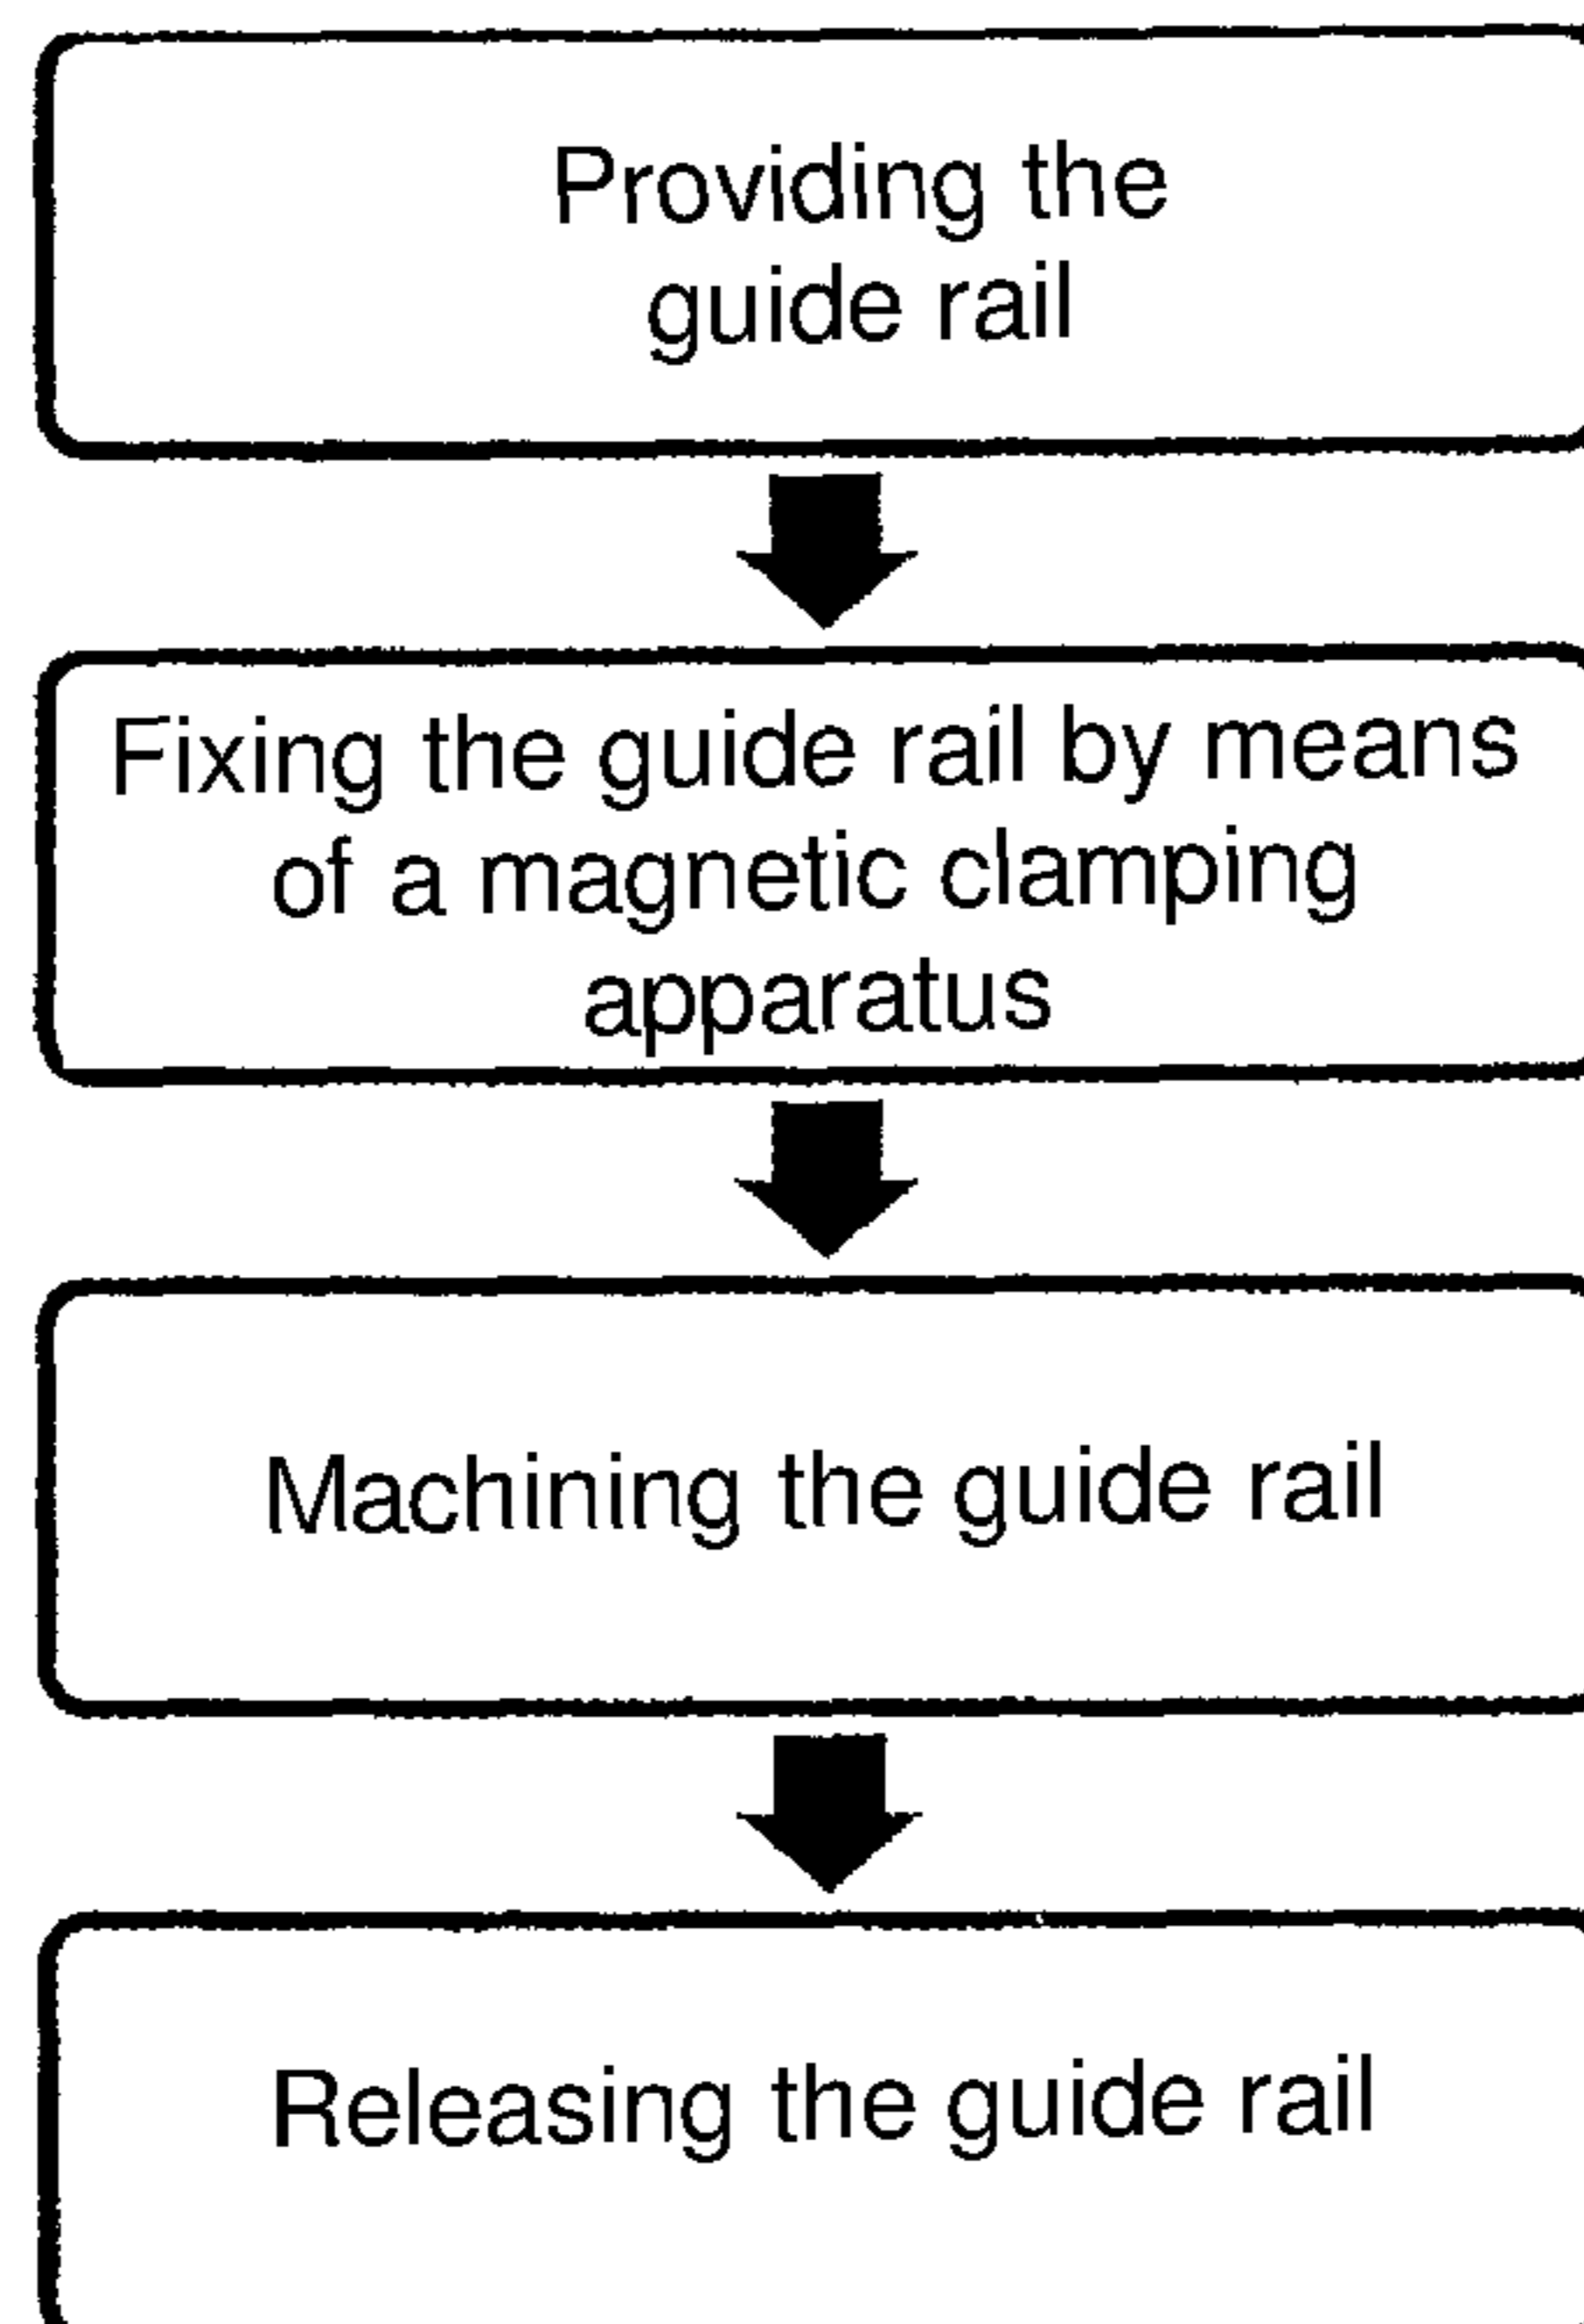 Providing the
guide rail
Fixing the guide rail by means
of a magnetic clamping
apparatus
Machining the guide rail
Releasing the guide rail